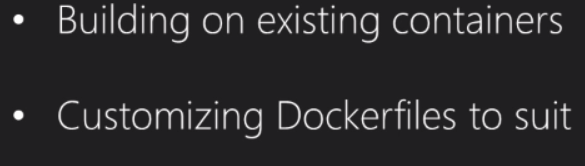 • Building on existing containers
• Customizing Dockerfiles to suit